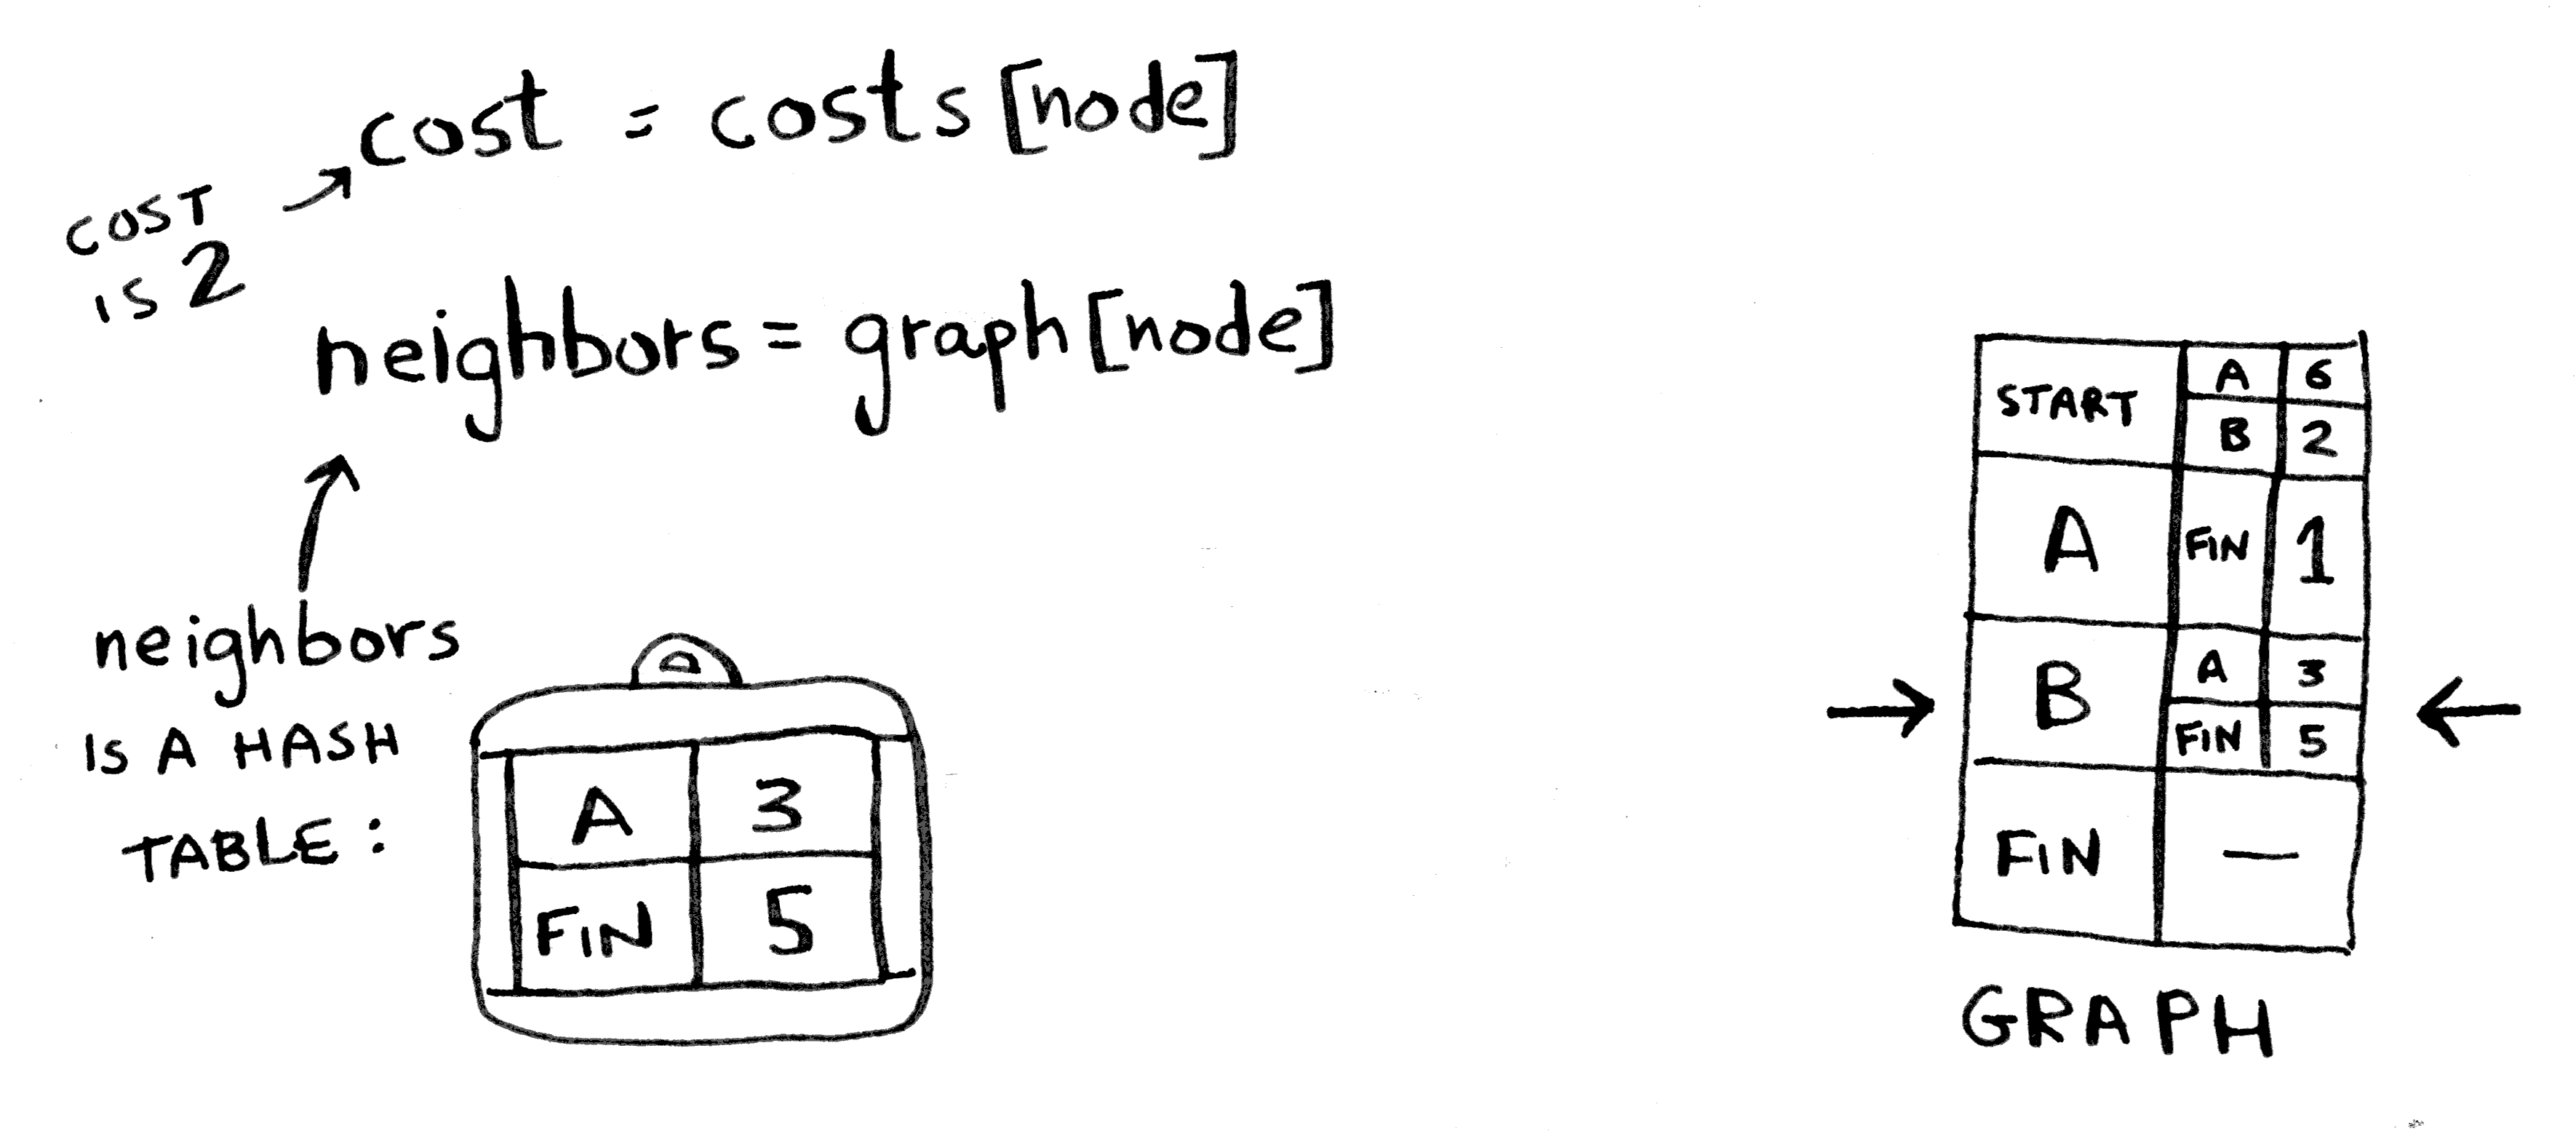 cost = costs [node]
COST
IS 2
neighbors = graph [node]
neighbors
IS A HASH
TABLE :
A 3
FIN 5
START A 6
B 2
A FIN 1
B A 3
FIN 5
FIN —
GRAPH